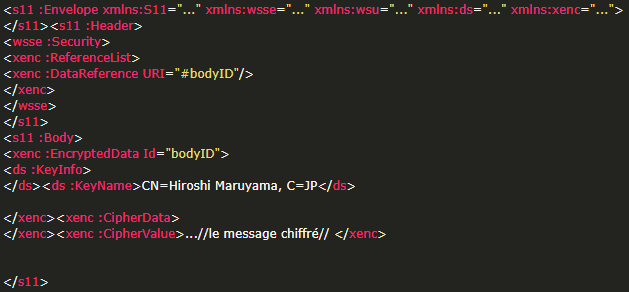 <s11 :Envelope xmlns:S11="..." xmlns:wsse="..." xmlns:wsu="..." xmlns:ds="..." xmlns:xenc="...">
</s11><s11 :Header>
<wsse :Security>
<xenc :ReferenceList>
<xenc :DataReference URI="#bodyID"/>
</xenc>
</wsse>
</s11>
<s11 :Body>
<xenc :EncryptedData Id="bodyID">
<ds :KeyInfo>
</ds><ds :KeyName>CN=Hiroshi Maruyama, C=JP</ds>
</xenc><xenc :CipherData>
</xenc><xenc :CipherValue>...//le message chiffré// </xenc>
</s11>